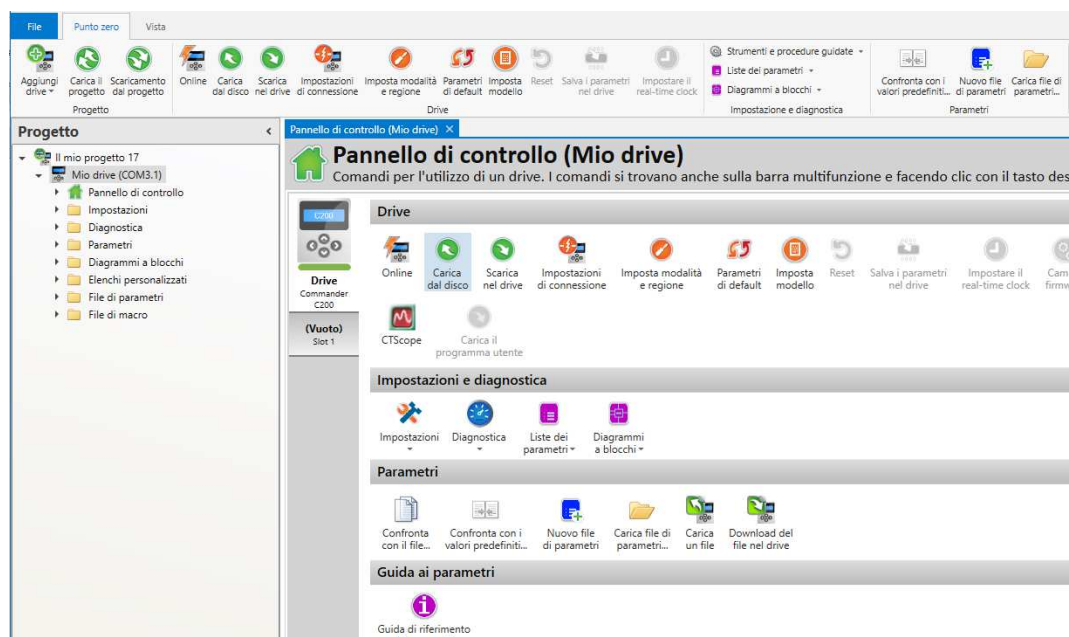 File Punto zero Vista
Aggiungi drive
Carica il progetto
Scaricamento dal progetto
Progetto
Online
Carica dal disco
Scarica nel drive
Impostazioni di connessione
Imposta modalità e regione
Parametri di default
Imposta modello
Reset
Salva i parametri nel drive
Impostare il real-time clock
Drive
Strumenti e procedure guidate
Liste dei parametri
Diagrammi a blocchi
Impostazione e diagnostica
Confronta con i valori predefiniti...
Nuovo file di parametri
Carica file di parametri...
Parametri
Progetto
Il mio progetto 17
Mio drive (COM3.1)
Pannello di controllo
Impostazioni
Diagnostica
Parametri
Diagrammi a blocchi
Elenchi personalizzati
File di parametri
File di macro
Pannello di controllo (Mio drive)
Pannello di controllo (Mio drive)
Comandi per l'utilizzo di un drive. I comandi si trovano anche sulla barra multifunzione e facendo clic con il tasto des
C200
Drive
Commander
C200
(Vuoto)
Slot 1
Drive
Online
Carica dal disco
Scarica nel drive
Impostazioni di connessione
Imposta modalità e regione
Parametri di default
Imposta modello
Reset
Salva i parametri nel drive
Impostare il real-time clock
Cam
firmw
CTScope
Carica il programma utente
Impostazioni e diagnostica
Impostazioni
Diagnostica
Liste dei parametri
Diagrammi a blocchi
Parametri
Confronta con il file...
Confronta con i valori predefiniti...
Nuovo file di parametri
Carica file di parametri...
Carica un file
Download del file nel drive
Guida ai parametri
Guida di riferimento